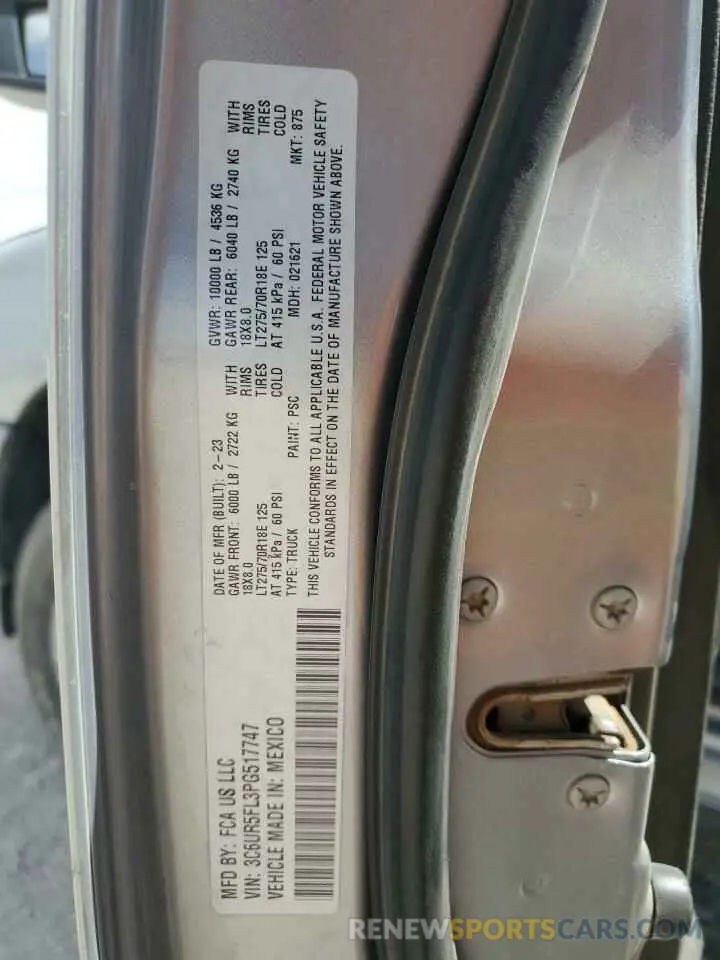 MFD BY: FCA US LLC
VIN: 3C6UR5FL3PG517747
VEHICLE MADE IN: MEXICO
DATE OF MFR (BUILT): 2-23 GVWR: 10000 LB / 4536 KG
GAWR FRONT: 6000 LB / 2722 KG WITH GAWR REAR: 6040 LB / 2740 KG WITH
18X8.0 RIMS 18X8.0 RIMS
LT275/70R18E 125 TIRES LT275/70R18E 125 TIRES
AT 415 kPa / 60 PSI COLD AT 415 kPa / 60 PSI COLD
TYPE: TRUCK PAINT: PSC MDH: 021621 MKT: 875
THIS VEHICLE CONFORMS TO ALL APPLICABLE U.S.A. FEDERAL MOTOR VEHICLE SAFETY
STANDARDS IN EFFECT ON THE DATE OF MANUFACTURE SHOWN ABOVE.
RENEWSPORTSCARS.COM